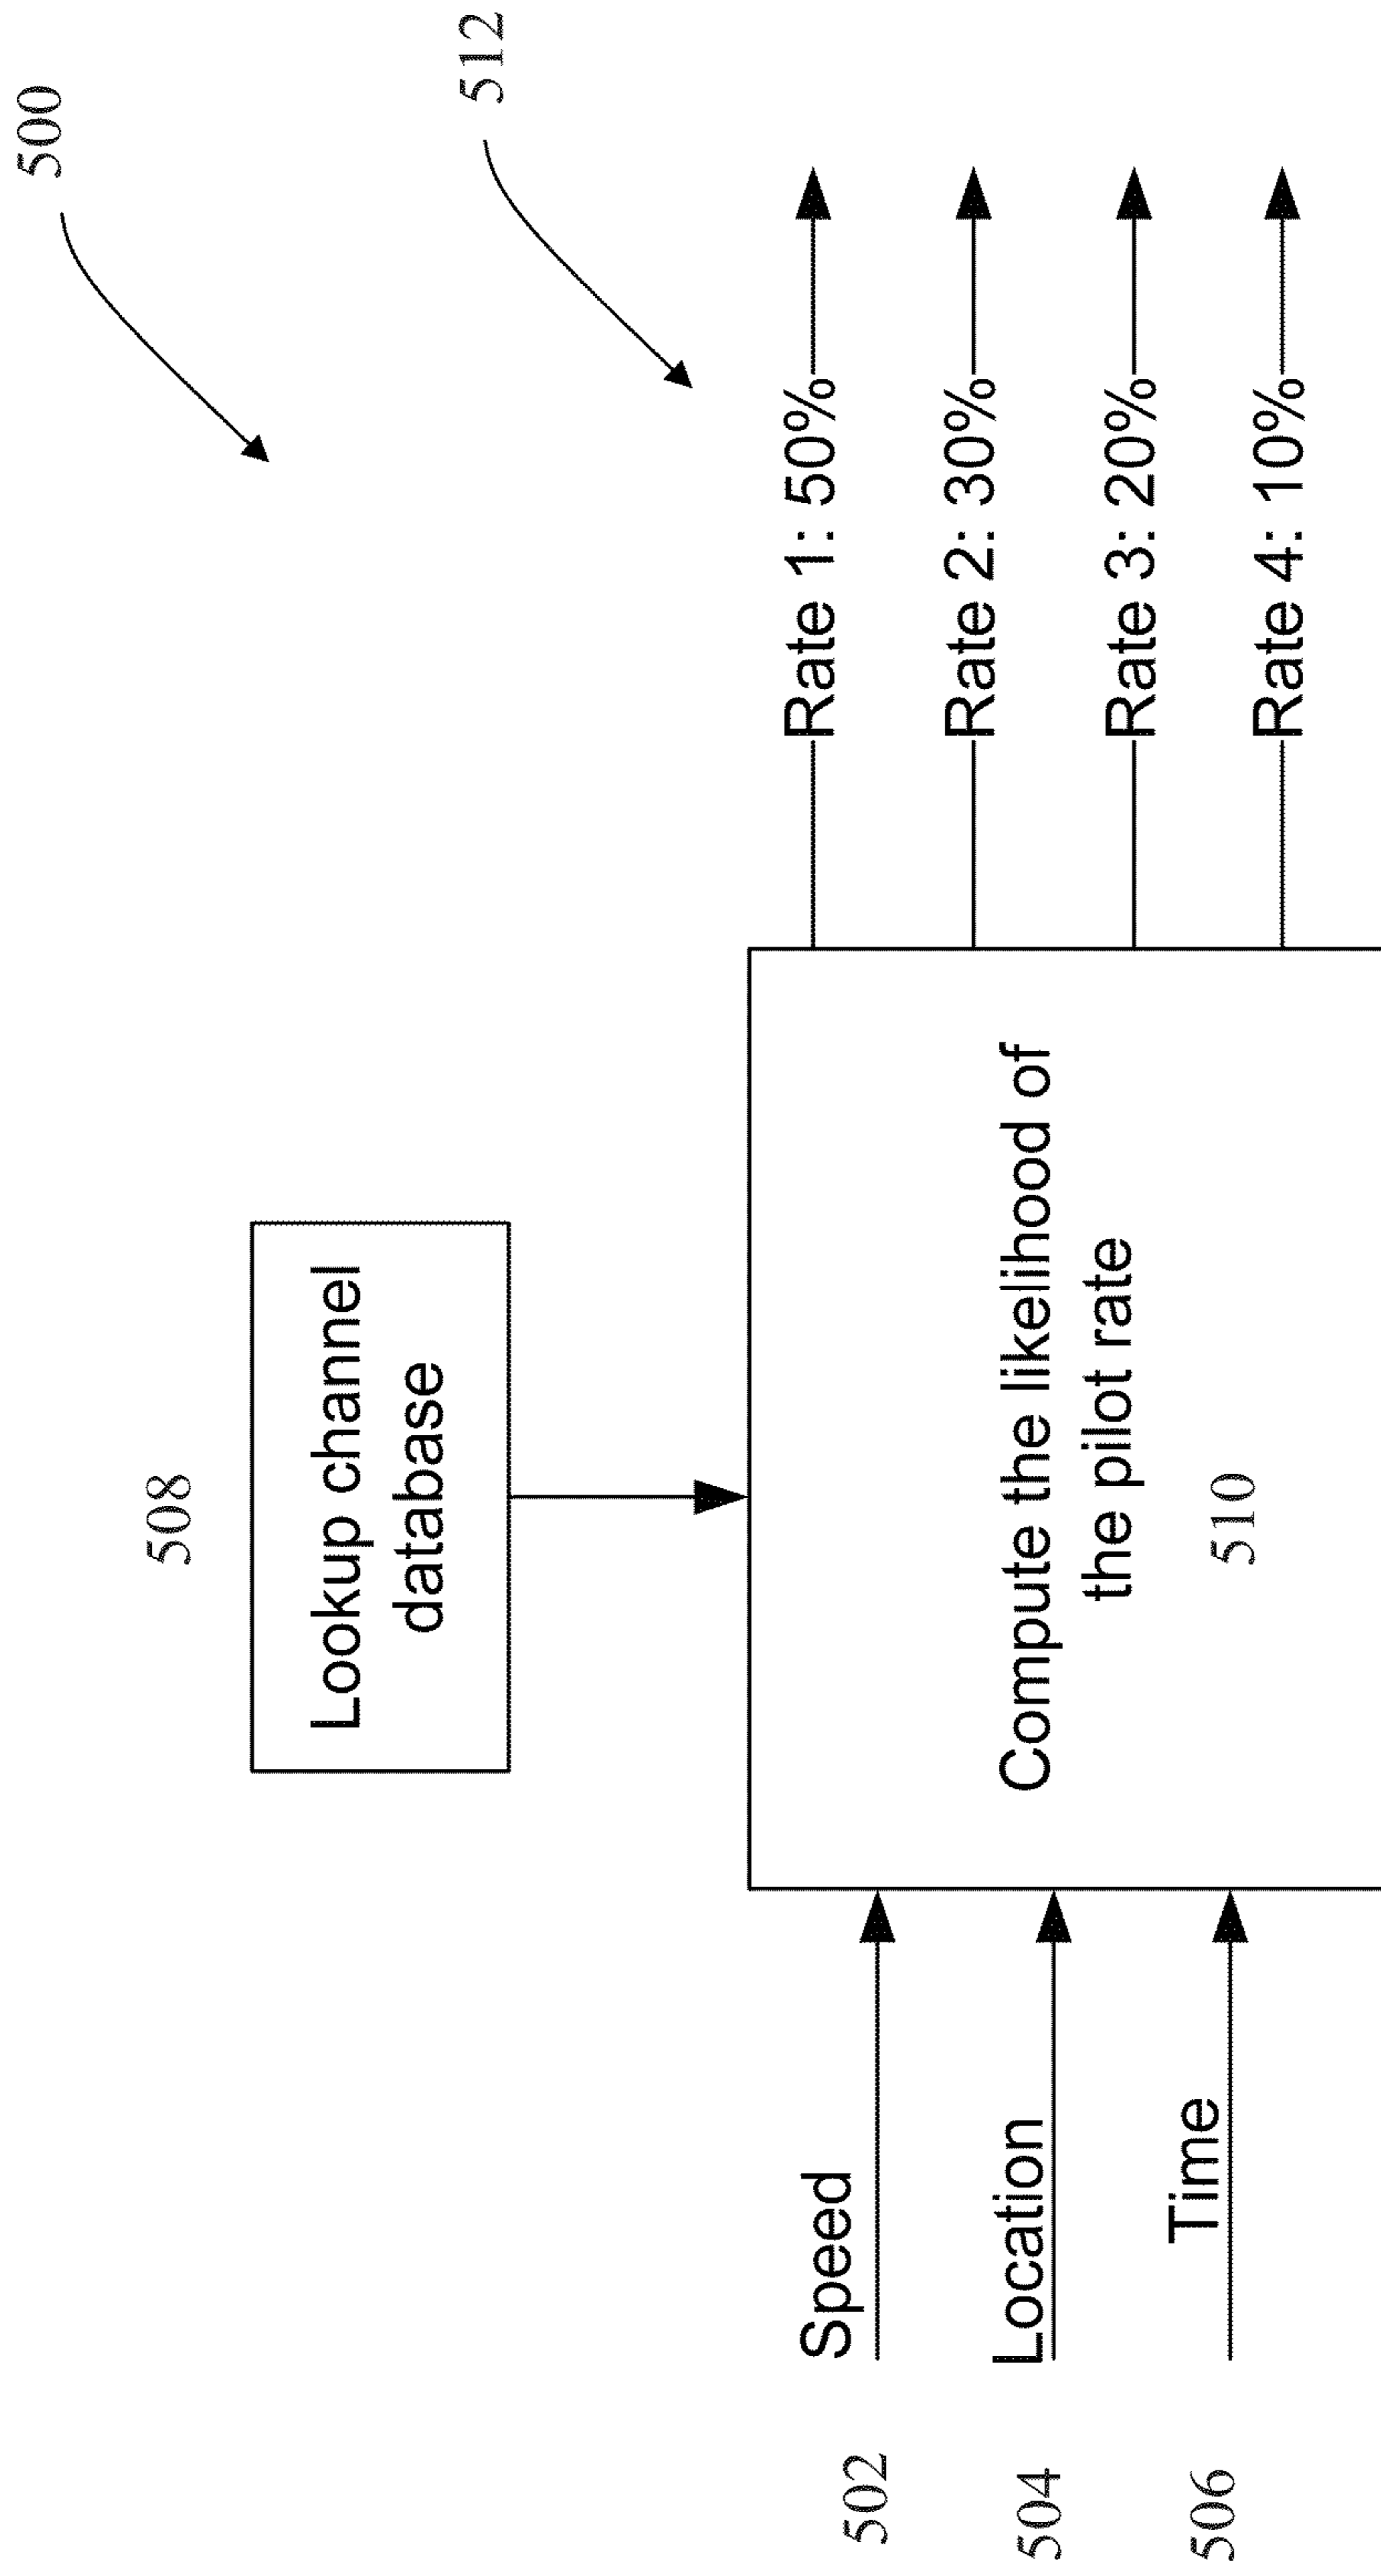 500
512
508
Lookup channel
database
502
Speed
504
Location
506
Time
Compute the likelihood of
the pilot rate
510
Rate 1: 50%
Rate 2: 30%
Rate 3: 20%
Rate 4: 10%